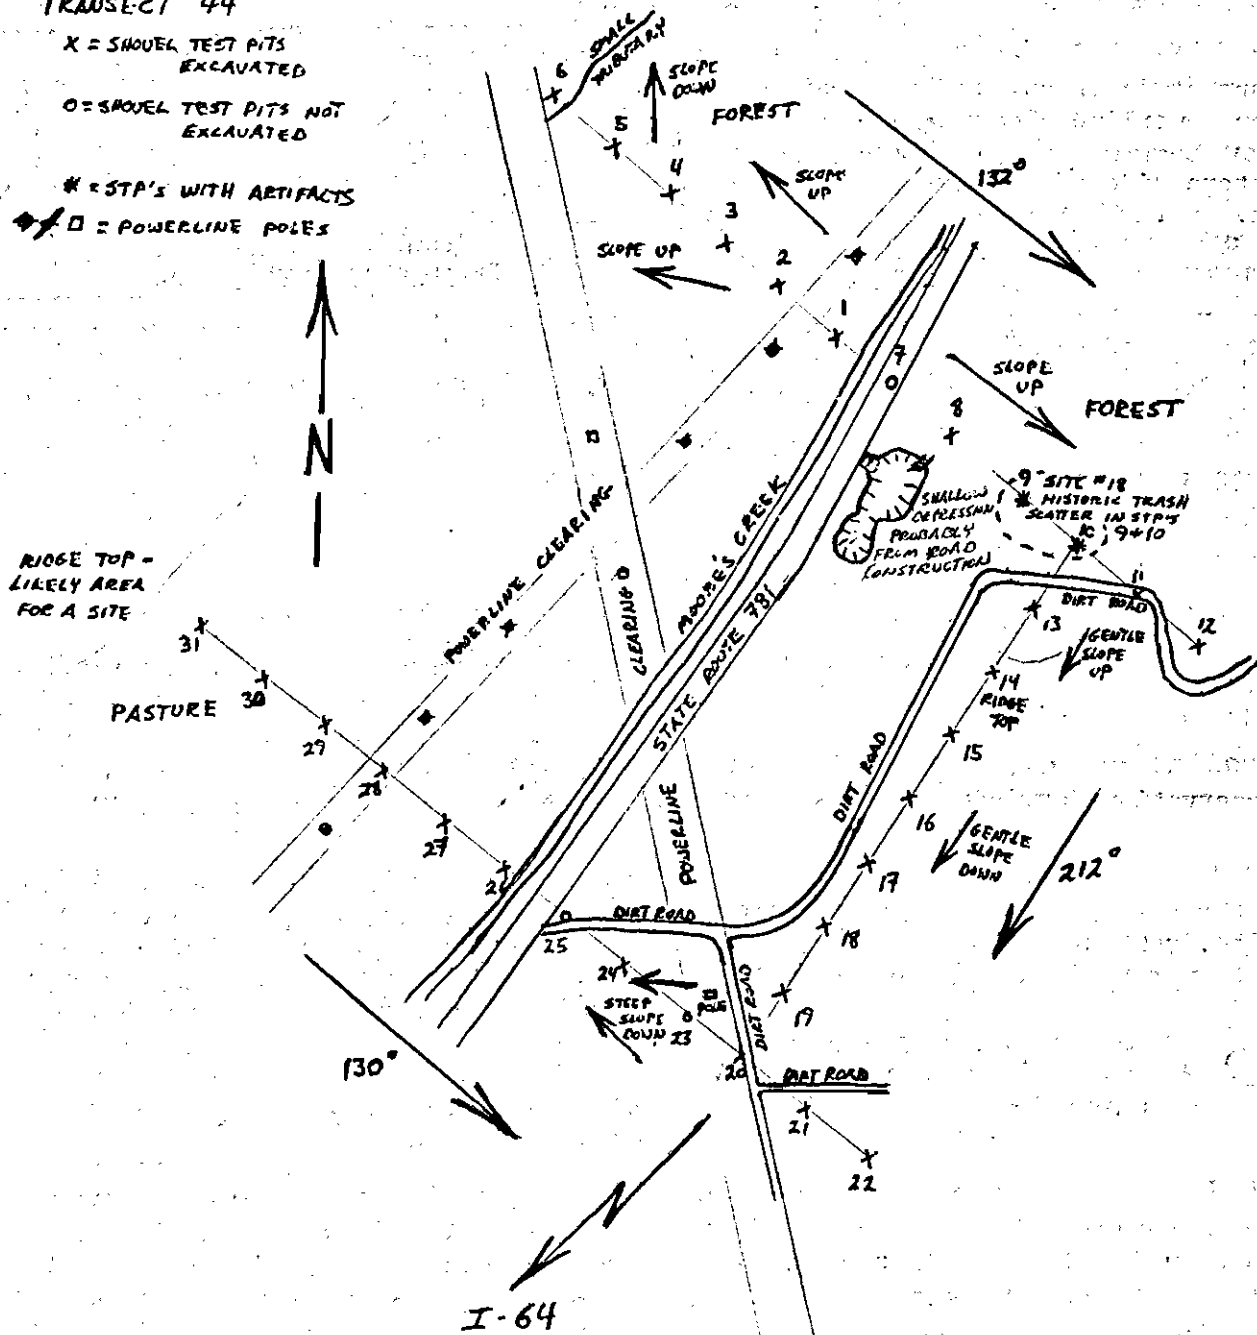 TRANSECT 44
X = SHOVEL TEST PITS
EXCAVATED
O = SHOVEL TEST PITS NOT
EXCAVATED
* = STP'S WITH ARTIFACTS
□ = POWERLINE POLES
N
SMALL
TRIBUTARY
6
5
4
3
2
1
SLOPE
DOWN
FOREST
SLOPE
UP
SLOPE UP
132°
7
8
SLOPE
UP
FOREST
9 SITE #18
HISTORIC TRASH
SCATTER IN STP'S
9+10
10
SHALLOW
DEPRESSION
PROBABLY
FROM ROAD
CONSTRUCTION
11
DIRT ROAD
12
13
GENTLE
SLOPE
UP
14
RIDGE
TOP
15
16
GENTLE
SLOPE
DOWN
212°
17
18
19
RIDGE TOP -
LIKELY AREA
FOR A SITE
31
30
PASTURE
29
28
27
26
POWERLINE CLEARING
CLEARING
MOORE'S CREEK
STATE ROUTE 781
POWERLINE
DIRT ROAD
DIRT ROAD
25
24
STEEP
SLOPE
DOWN
23
POLE
DIRT ROAD
20
DIRT ROAD
21
22
130°
I-64